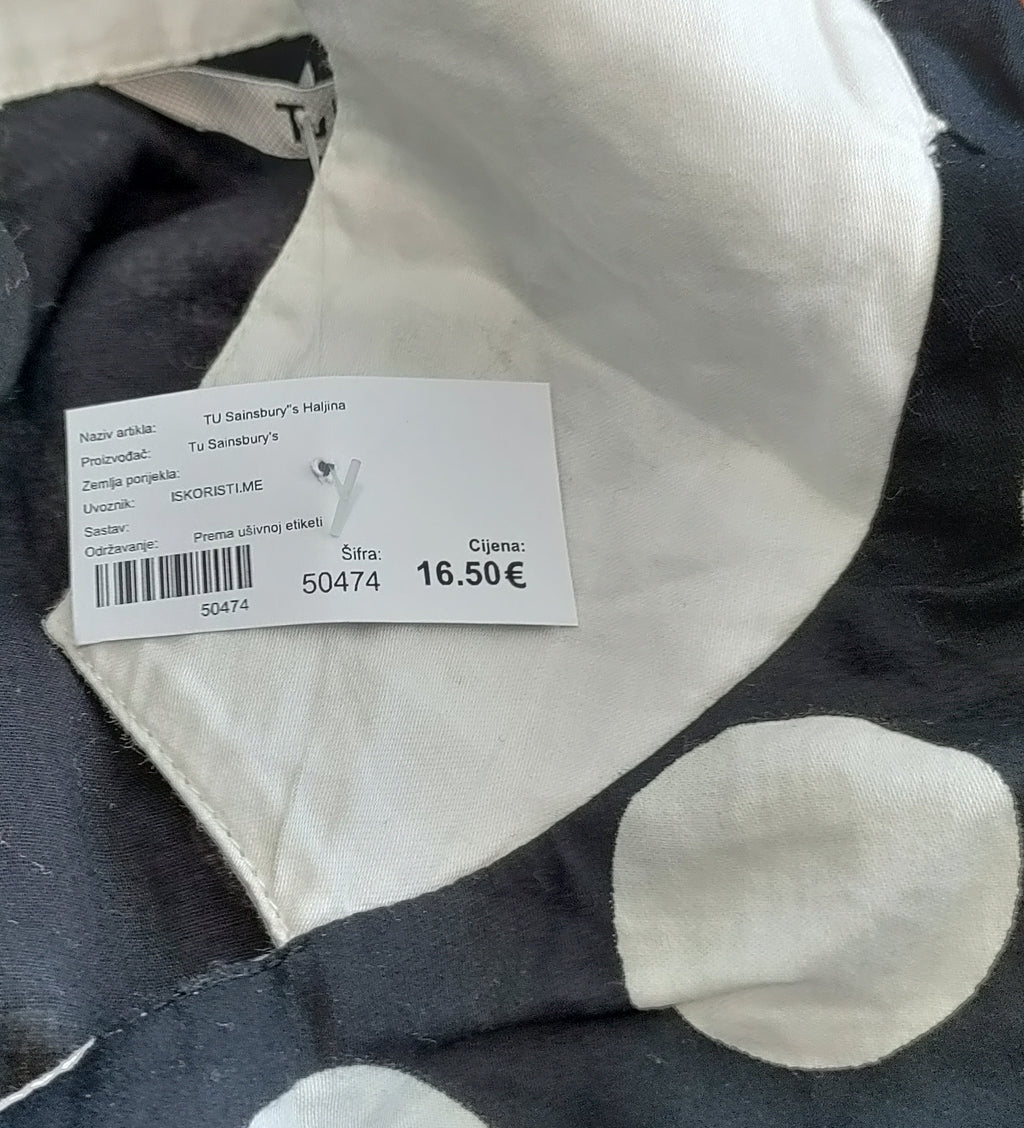 Tu
Naziv artikla: TU Sainsbury"s Haljina
Proizvođač: Tu Sainsbury's
Zemlja porijekla:
Uvoznik: ISKORISTI.ME
Sastav:
Održavanje: Prema ušivnoj etiketi
Šifra: Cijena:
50474 16.50€
50474